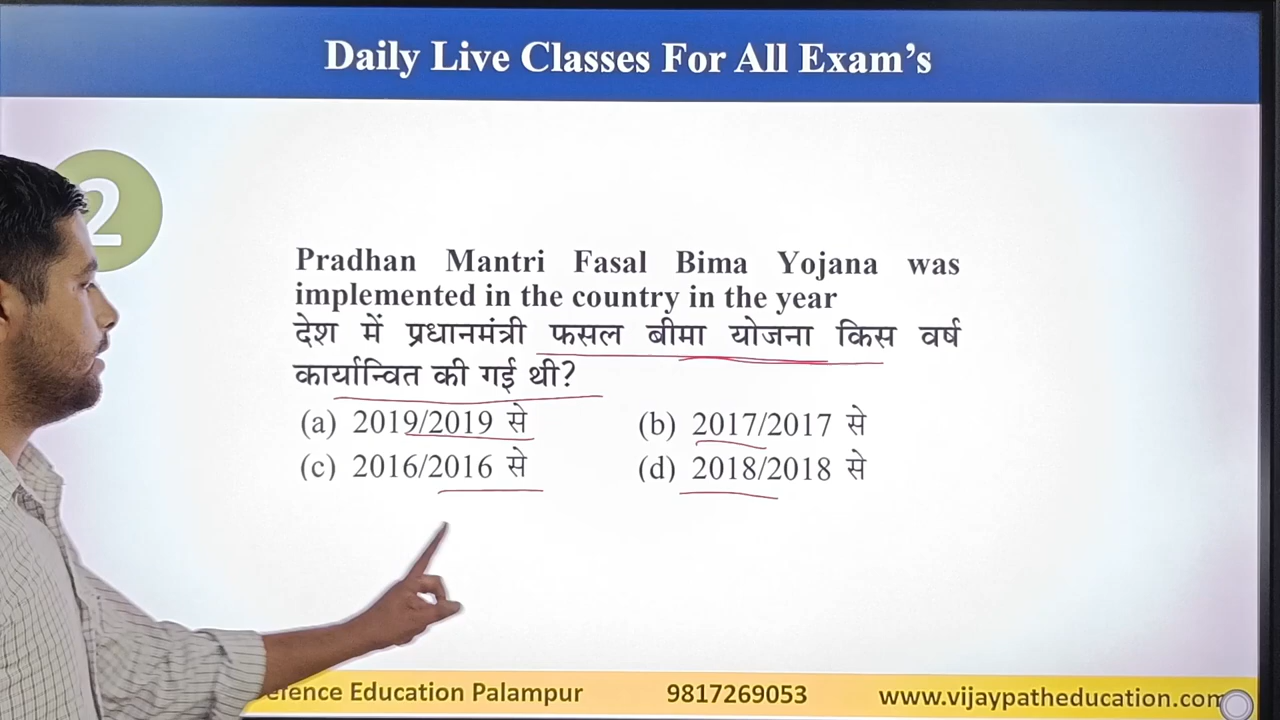 Daily Live Classes For All Exam's
2
Pradhan Mantri Fasal Bima Yojana was
implemented in the country in the year
देश में प्रधानमंत्री फसल बीमा योजना किस वर्ष
कार्यान्वित की गई थी?
(a) 2019/2019 से (b) 2017/2017 से
(c) 2016/2016 से (d) 2018/2018 से
Education Palampur 9817269053 www.vijaypatheducation.com